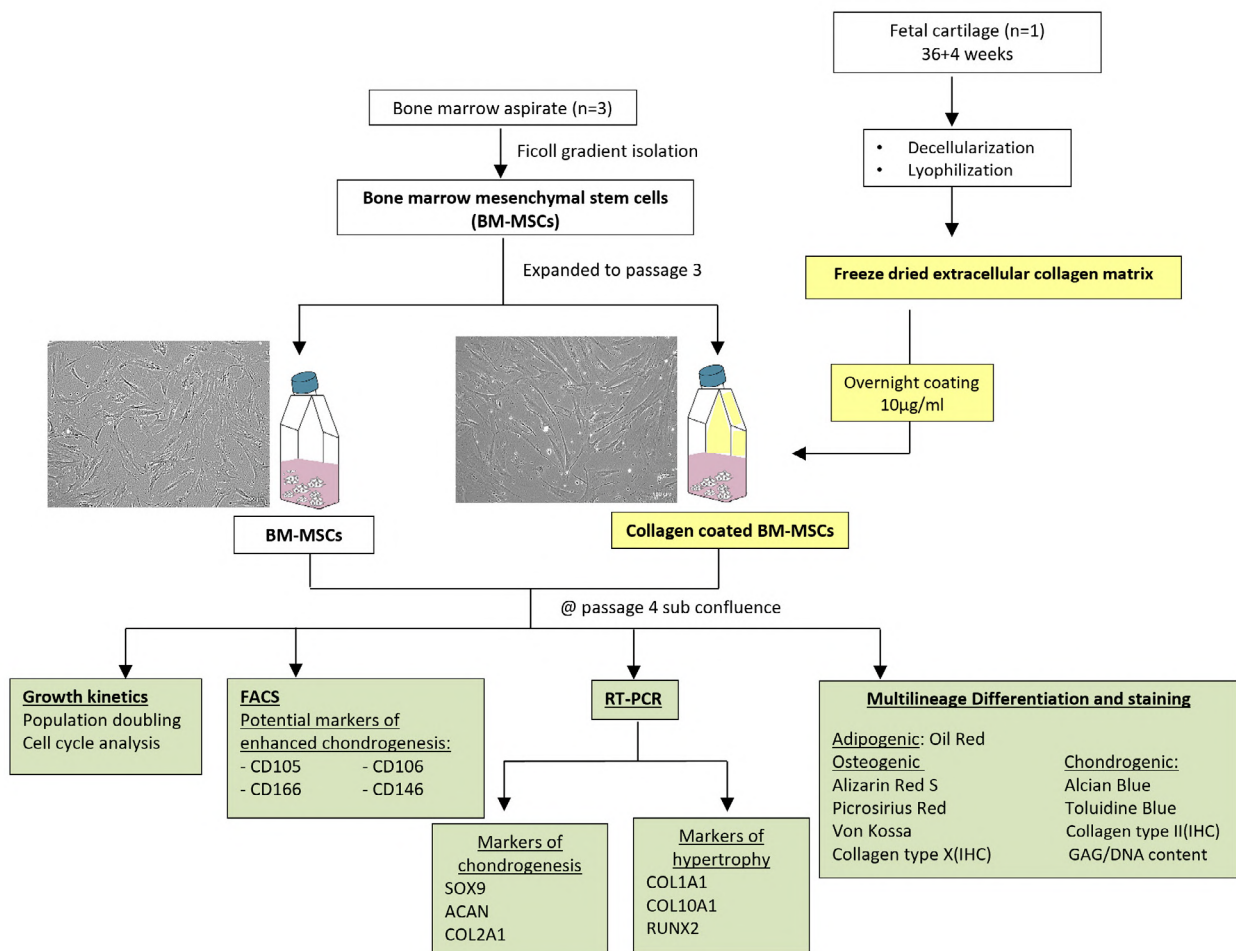 Fetal cartilage (n=1)
36+4 weeks
Bone marrow aspirate (n=3)
Ficoll gradient isolation
• Decellularization
• Lyophilization
Bone marrow mesenchymal stem cells
(BM-MSCs)
Expanded to passage 3
Freeze dried extracellular collagen matrix
Overnight coating
10µg/ml
BM-MSCs
Collagen coated BM-MSCs
@ passage 4 sub confluence
Growth kinetics
Population doubling
Cell cycle analysis
FACS
Potential markers of
enhanced chondrogenesis:
- CD105 - CD106
- CD166 - CD146
RT-PCR
Markers of
chondrogenesis
SOX9
ACAN
COL2A1
Markers of
hypertrophy
COL1A1
COL10A1
RUNX2
Multilineage Differentiation and staining
Adipogenic: Oil Red
Osteogenic
Alizarin Red S
Picrosirius Red
Von Kossa
Collagen type X(IHC)
Chondrogenic:
Alcian Blue
Toluidine Blue
Collagen type II(IHC)
GAG/DNA content